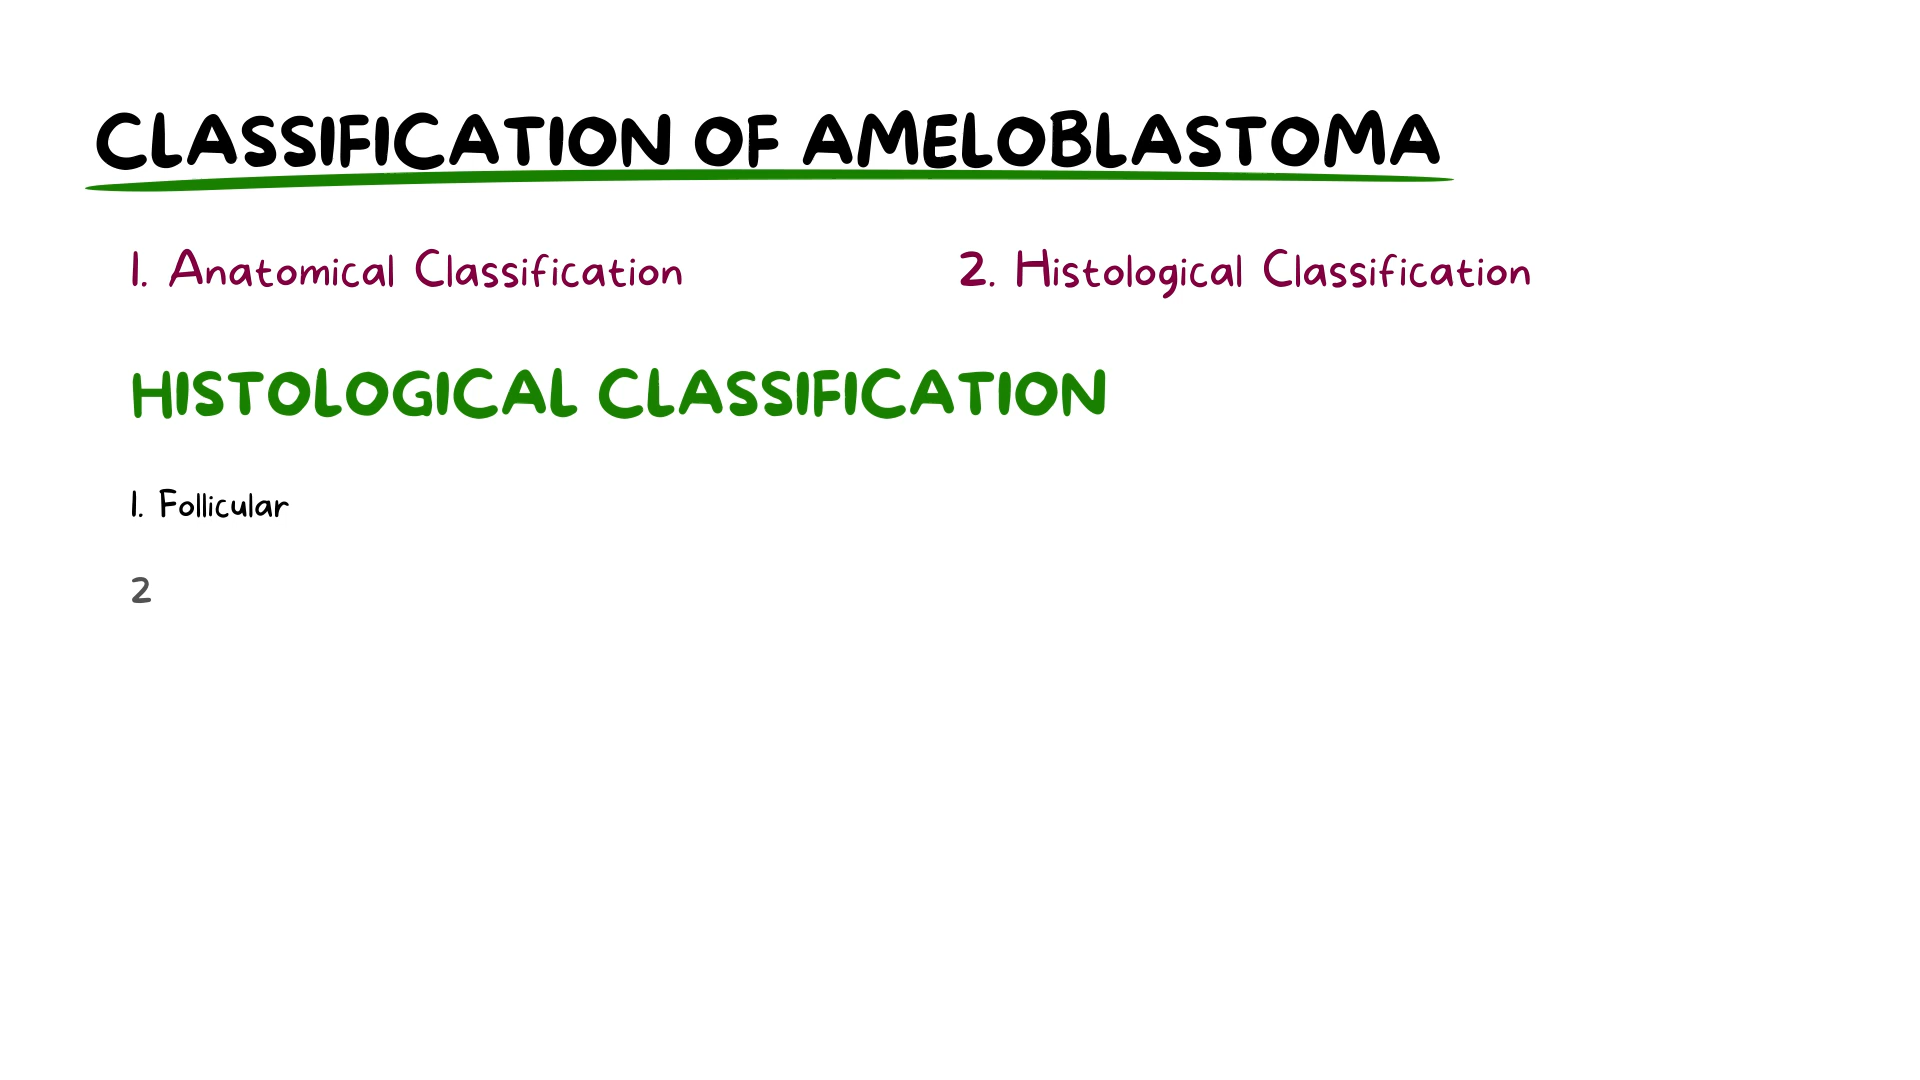 CLASSIFICATION OF AMELOBLASTOMA
1. Anatomical Classification
2. Histological Classification
HISTOLOGICAL CLASSIFICATION
1. Follicular
2